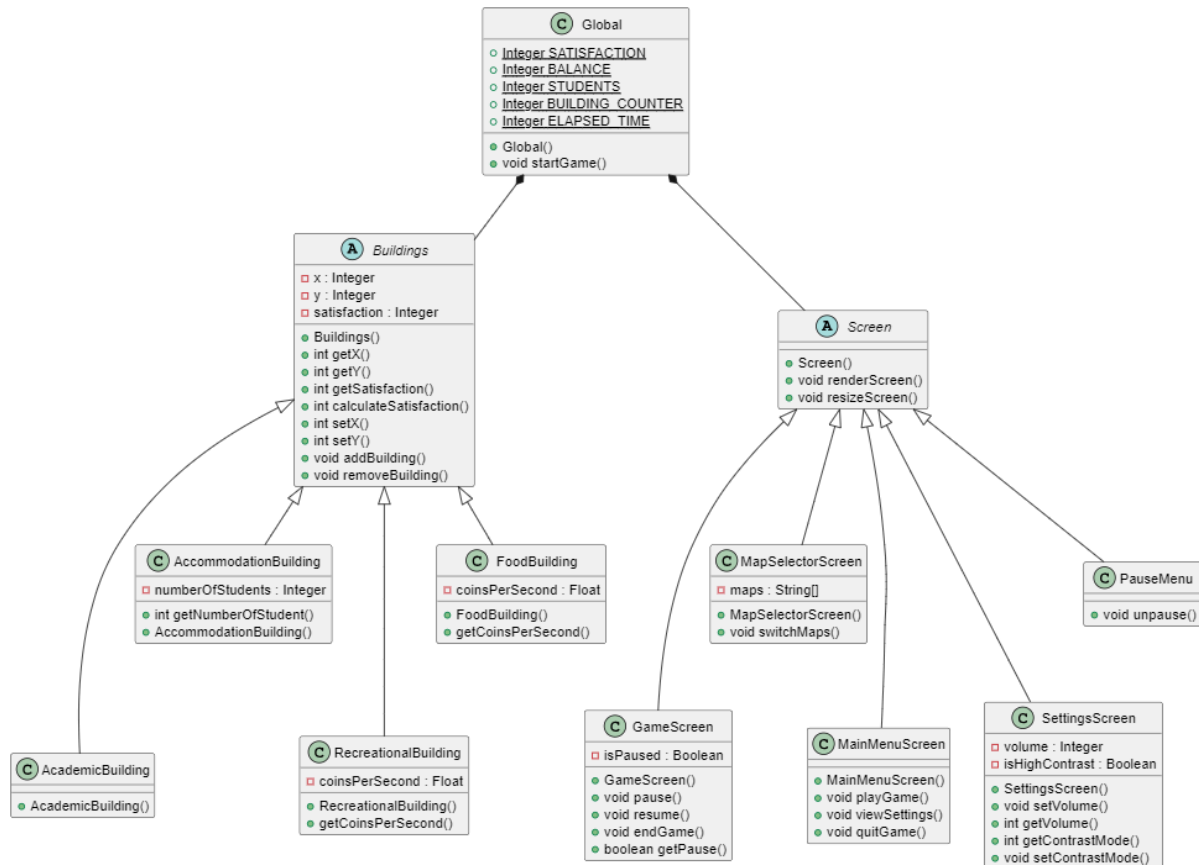 C Global
Integer SATISFACTION
Integer BALANCE
Integer STUDENTS
Integer BUILDING_COUNTER
Integer ELAPSED_TIME
Global()
void startGame()
A Buildings
x : Integer
y : Integer
satisfaction : Integer
Buildings()
int getX()
int getY()
int getSatisfaction()
int calculateSatisfaction()
int setX()
int setY()
void addBuilding()
void removeBuilding()
A Screen
Screen()
void renderScreen()
void resizeScreen()
C AccommodationBuilding
numberOfStudents : Integer
int getNumberOfStudent()
AccommodationBuilding()
C FoodBuilding
coinsPerSecond : Float
FoodBuilding()
getCoinsPerSecond()
C MapSelectorScreen
maps : String[]
MapSelectorScreen()
void switchMaps()
C PauseMenu
void unpause()
C AcademicBuilding
AcademicBuilding()
C RecreationalBuilding
coinsPerSecond : Float
RecreationalBuilding()
getCoinsPerSecond()
C GameScreen
isPaused : Boolean
GameScreen()
void pause()
void resume()
void endGame()
boolean getPause()
C MainMenuScreen
MainMenuScreen()
void playGame()
void viewSettings()
void quitGame()
C SettingsScreen
volume : Integer
isHighContrast : Boolean
SettingsScreen()
void setVolume()
int getVolume()
int getContrastMode()
void setContrastMode()